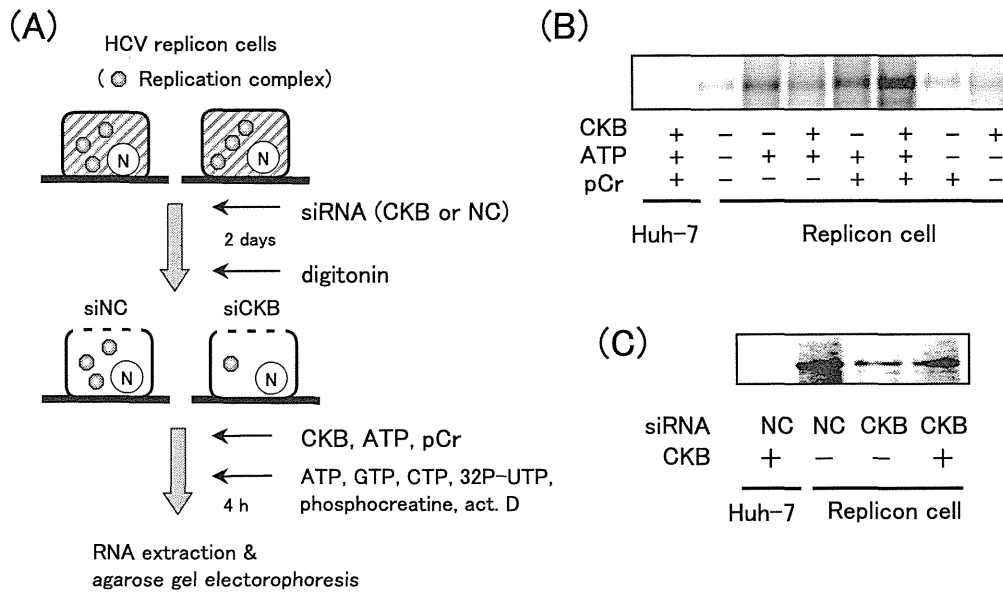 (A)
HCV replicon cells
( Replication complex)
N
N
siRNA (CKB or NC)
2 days
digitonin
siNC
siCKB
N
N
CKB, ATP, pCr
ATP, GTP, CTP, 32P-UTP,
phosphocreatine, act. D
4 h
RNA extraction &
agarose gel electorophoresis
(B)
CKB + − − + − + − +
ATP + − + + + + − −
pCr + − − − + + + −
Huh-7 Replicon cell
(C)
siRNA NC NC CKB CKB
CKB + − − +
Huh-7 Replicon cell